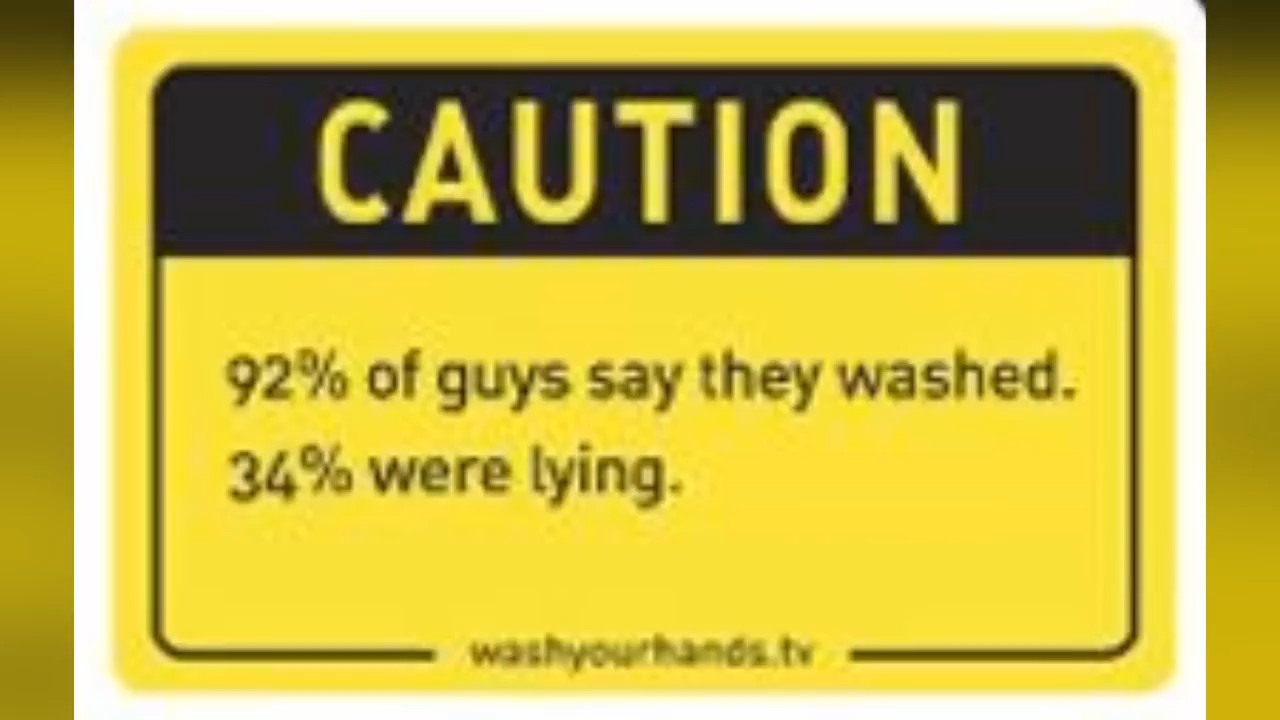 CAUTION
92% of guys say they washed.
34% were lying.
washyourhands.tv